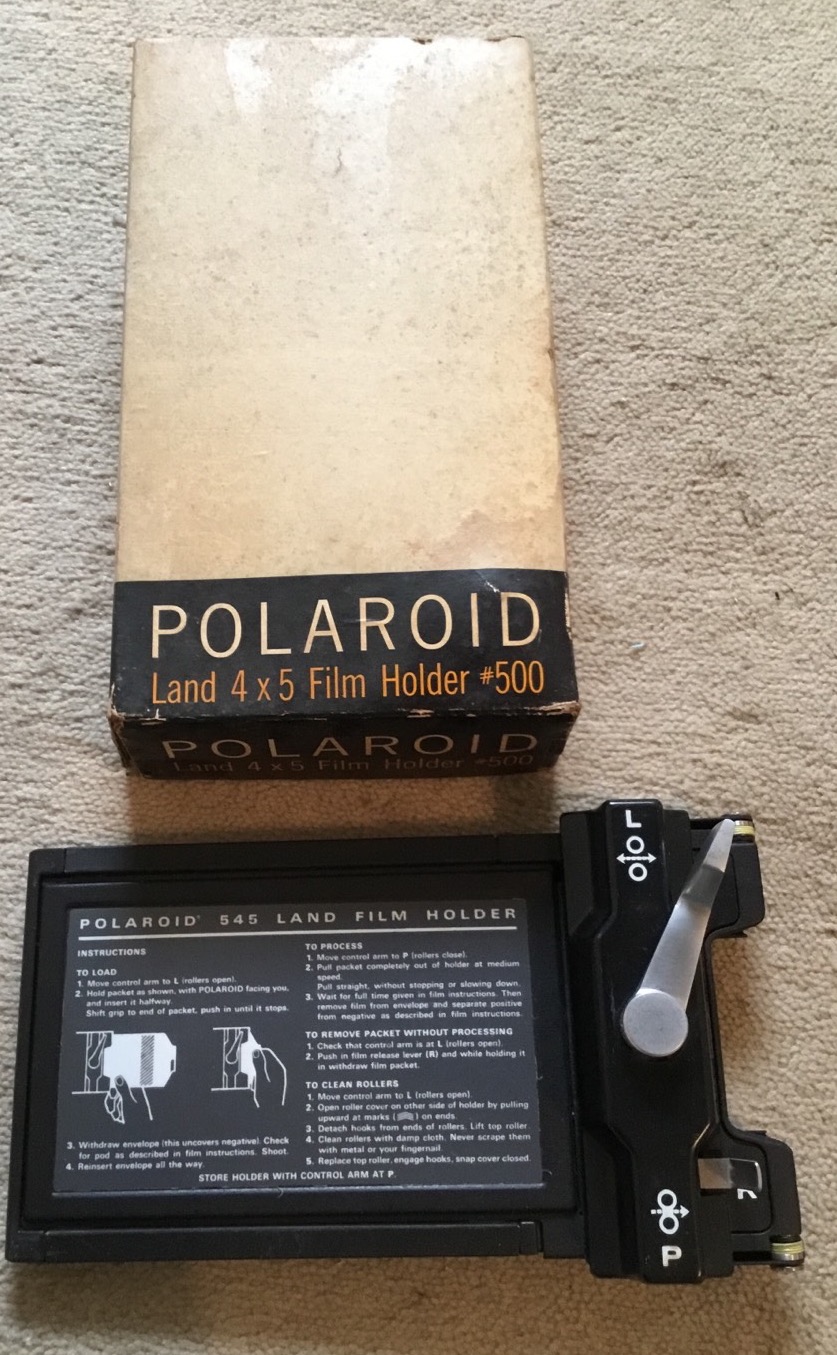 POLAROID
Land 4 x 5 Film Holder #500
POLAROID
Land 4 x 5 Film Holder #500
L
POLAROID® 545 LAND FILM HOLDER
INSTRUCTIONS
TO LOAD
1. Move control arm to L (rollers open).
2. Hold packet as shown, with POLAROID facing you,
and insert it halfway.
Shift grip to end of packet, push in until it stops.
3. Withdraw envelope (this uncovers negative). Check
for pod as described in film instructions. Shoot.
4. Reinsert envelope all the way.
TO PROCESS
1. Move control arm to P (rollers close).
2. Pull packet completely out of holder at medium
speed.
Pull straight, without stopping or slowing down.
3. Wait for full time given in film instructions. Then
remove film from envelope and separate positive
from negative as described in film instructions.
TO REMOVE PACKET WITHOUT PROCESSING
1. Check that control arm is at L (rollers open).
2. Push in film release lever (R) and while holding it
in withdraw film packet.
TO CLEAN ROLLERS
1. Move control arm to L (rollers open).
2. Open roller cover on other side of holder by pulling
upward at marks ( ) on ends.
3. Detach hooks from ends of rollers. Lift top roller.
4. Clean rollers with damp cloth. Never scrape them
with metal or your fingernail.
5. Replace top roller, engage hooks, snap cover closed.
STORE HOLDER WITH CONTROL ARM AT P.
R
P